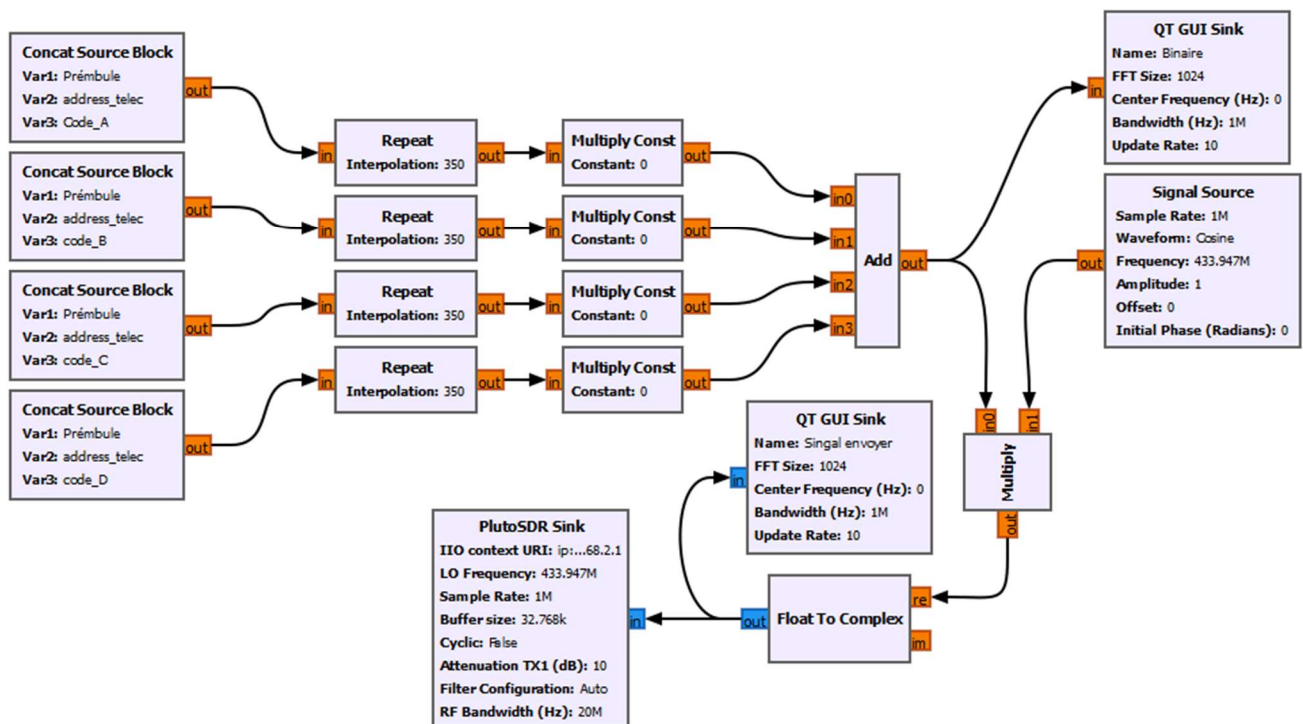 Concat Source Block
Var1: Prémbule
Var2: address_telec
Var3: Code_A
out
in
Repeat
Interpolation: 350
out
in
Multiply Const
Constant: 0
out
Concat Source Block
Var1: Prémbule
Var2: address_telec
Var3: code_B
out
in
Repeat
Interpolation: 350
out
in
Multiply Const
Constant: 0
out
Concat Source Block
Var1: Prémbule
Var2: address_telec
Var3: code_C
out
in
Repeat
Interpolation: 350
out
in
Multiply Const
Constant: 0
out
Concat Source Block
Var1: Prémbule
Var2: address_telec
Var3: code_D
out
in
Repeat
Interpolation: 350
out
in
Multiply Const
Constant: 0
out
in0
in1
in2
in3
Add
out
in
QT GUI Sink
Name: Binaire
FFT Size: 1024
Center Frequency (Hz): 0
Bandwidth (Hz): 1M
Update Rate: 10
Signal Source
Sample Rate: 1M
Waveform: Cosine
Frequency: 433.947M
Amplitude: 1
Offset: 0
Initial Phase (Radians): 0
out
in0
in1
Multiply
out
QT GUI Sink
Name: Singal envoyer
FFT Size: 1024
Center Frequency (Hz): 0
Bandwidth (Hz): 1M
Update Rate: 10
in
PlutoSDR Sink
IIO context URI: ip:...68.2.1
LO Frequency: 433.947M
Sample Rate: 1M
Buffer size: 32.768k
Cyclic: False
Attenuation TX1 (dB): 10
Filter Configuration: Auto
RF Bandwidth (Hz): 20M
in
out
Float To Complex
re
im